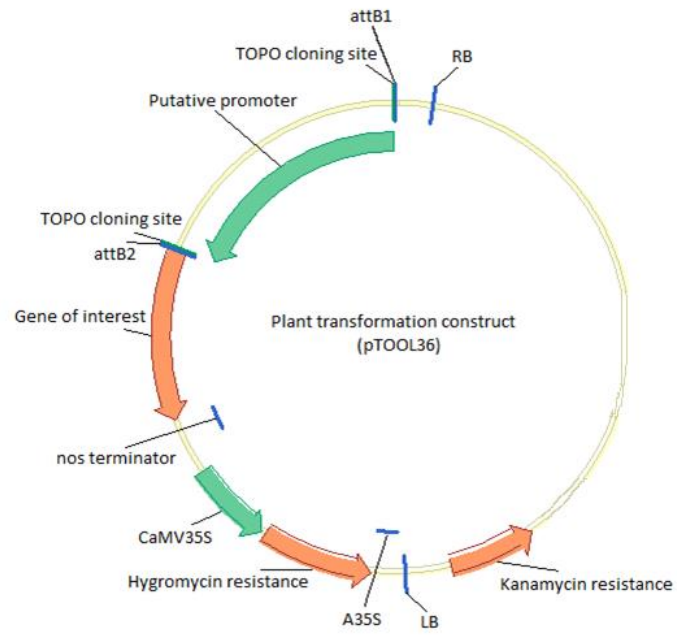 attB1
TOPO cloning site
RB
Putative promoter
TOPO cloning site
attB2
Gene of interest
Plant transformation construct
(pTOOL36)
nos terminator
CaMV35S
Hygromycin resistance
Kanamycin resistance
A35S
LB